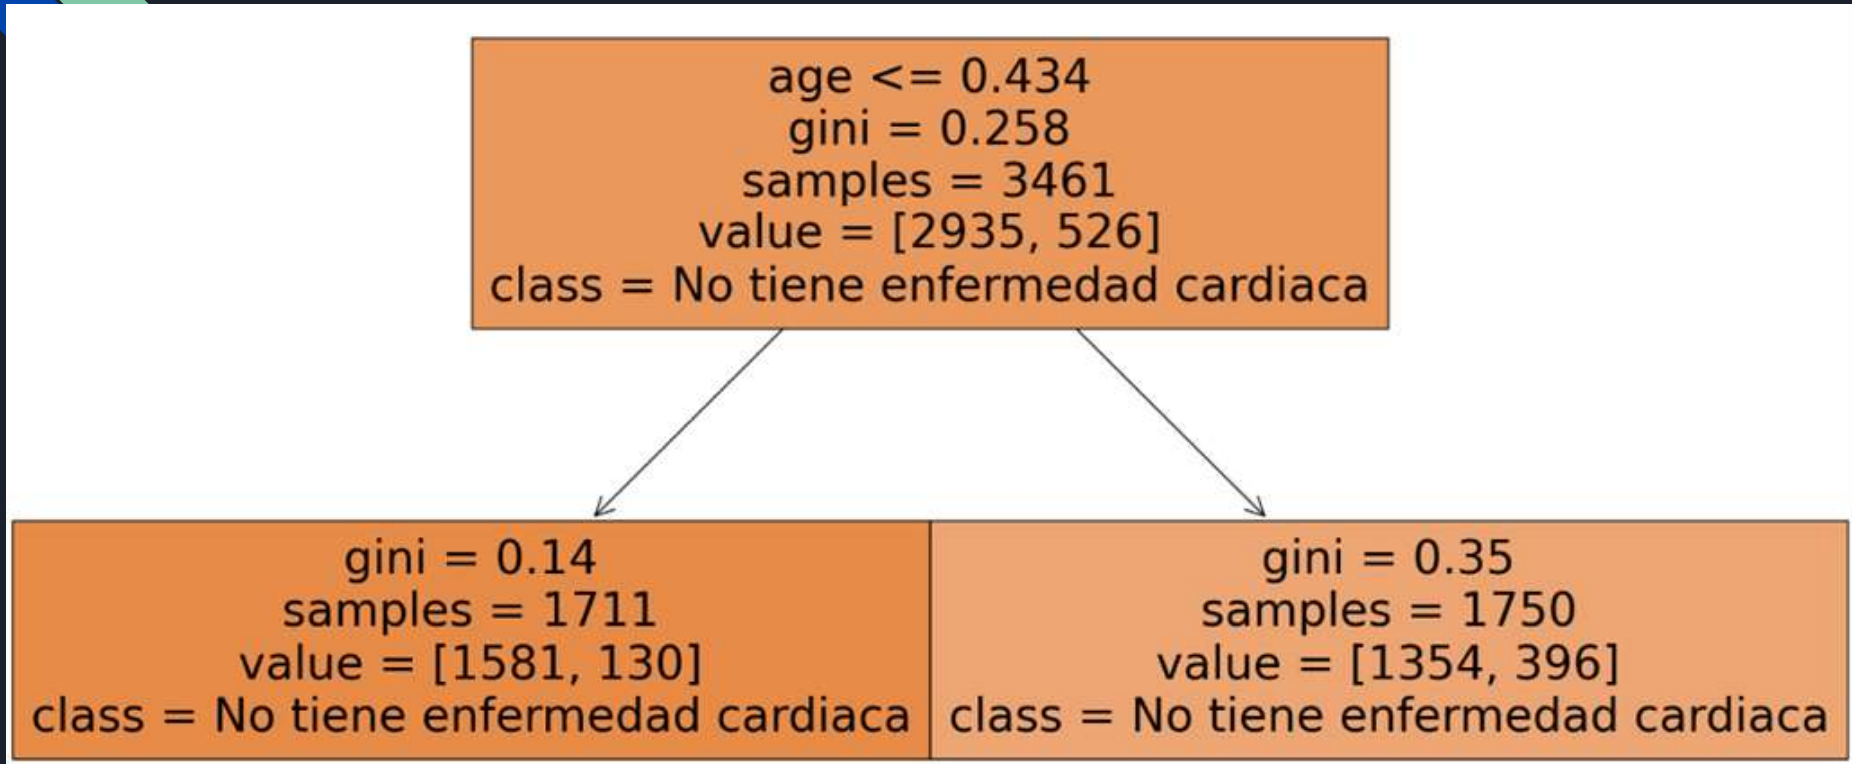 age <= 0.434
gini = 0.258
samples = 3461
value = [2935, 526]
class = No tiene enfermedad cardiaca
gini = 0.14
samples = 1711
value = [1581, 130]
class = No tiene enfermedad cardiaca
gini = 0.35
samples = 1750
value = [1354, 396]
class = No tiene enfermedad cardiaca